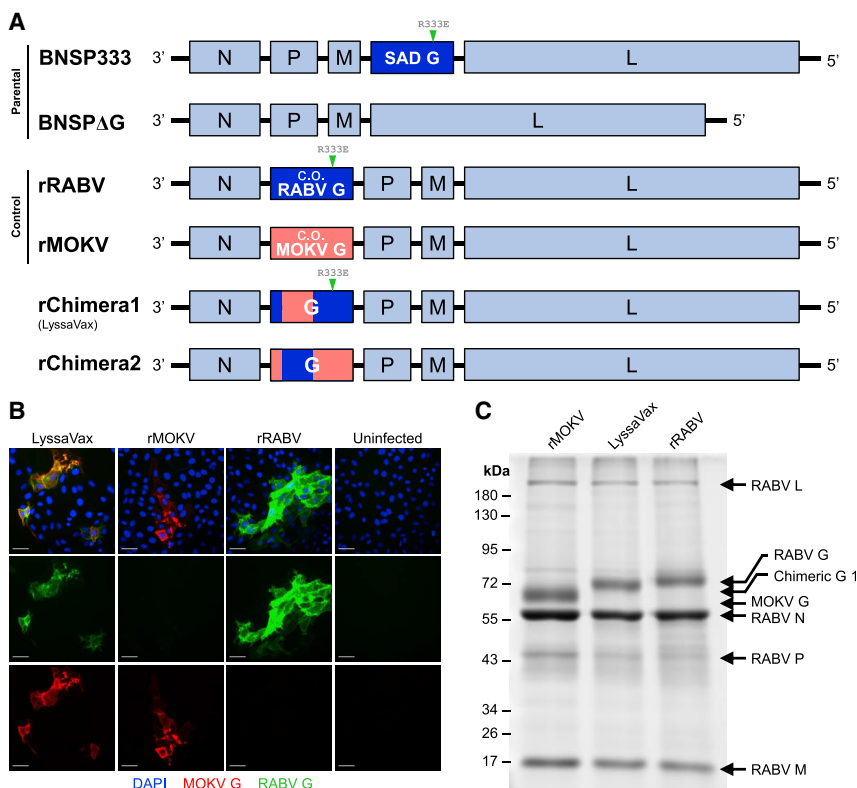 A
Parental
R333E
BNSP333 3' N P M SAD G L 5'
BNSPΔG 3' N P M L 5'
Control
R333E
rRABV 3' N C.O. RABV G P M L 5'
rMOKV 3' N C.O. MOKV G P M L 5'
R333E
rChimera1 3' N G P M L 5'
(LyssaVax)
rChimera2 3' N G P M L 5'
B
LyssaVax rMOKV rRABV Uninfected
DAPI MOKV G RABV G
C
rMOKV LyssaVax rRABV
kDa
180
130
95
72
55
43
34
26
17
RABV L
RABV G
Chimeric G 1
MOKV G
RABV N
RABV P
RABV M